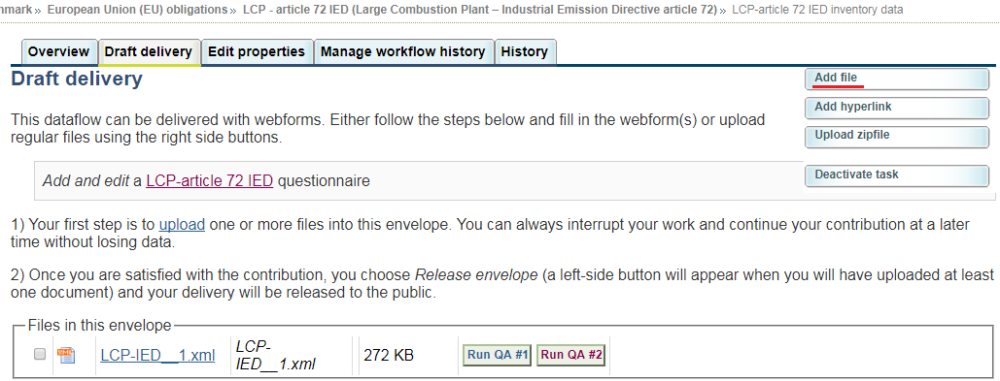 nmark » European Union (EU) obligations » LCP - article 72 IED (Large Combustion Plant – Industrial Emission Directive article 72) » LCP-article 72 IED inventory data
Overview Draft delivery Edit properties Manage workflow history History
Draft delivery
Add file
Add hyperlink
Upload zipfile
Deactivate task
This dataflow can be delivered with webforms. Either follow the steps below and fill in the webform(s) or upload
regular files using the right side buttons.
Add and edit a LCP-article 72 IED questionnaire
1) Your first step is to upload one or more files into this envelope. You can always interrupt your work and continue your contribution at a later
time without losing data.
2) Once you are satisfied with the contribution, you choose Release envelope (a left-side button will appear when you will have uploaded at least
one document) and your delivery will be released to the public.
Files in this envelope
LCP-IED__1.xml LCP-
IED__1.xml 272 KB Run QA #1 Run QA #2